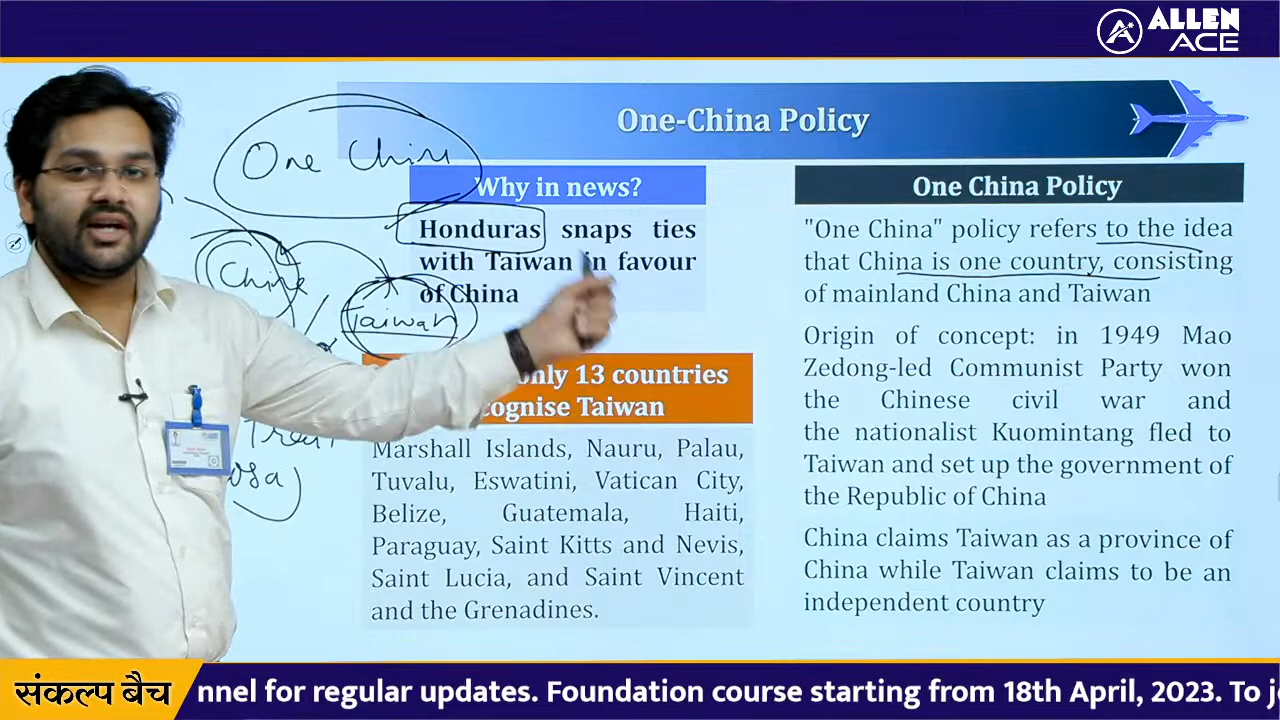 ALLEN
ACE
One-China Policy
One Chin
Why in news?
Honduras snaps ties
with Taiwan in favour
of China
China
Taiwan
only 13 countries
cognise Taiwan
Marshall Islands, Nauru, Palau,
Tuvalu, Eswatini, Vatican City,
Belize, Guatemala, Haiti,
Paraguay, Saint Kitts and Nevis,
Saint Lucia, and Saint Vincent
and the Grenadines.
One China Policy
"One China" policy refers to the idea
that China is one country, consisting
of mainland China and Taiwan
Origin of concept: in 1949 Mao
Zedong-led Communist Party won
the Chinese civil war and
the nationalist Kuomintang fled to
Taiwan and set up the government of
the Republic of China
China claims Taiwan as a province of
China while Taiwan claims to be an
independent country
संकल्प बैच
nnel for regular updates. Foundation course starting from 18th April, 2023. To j